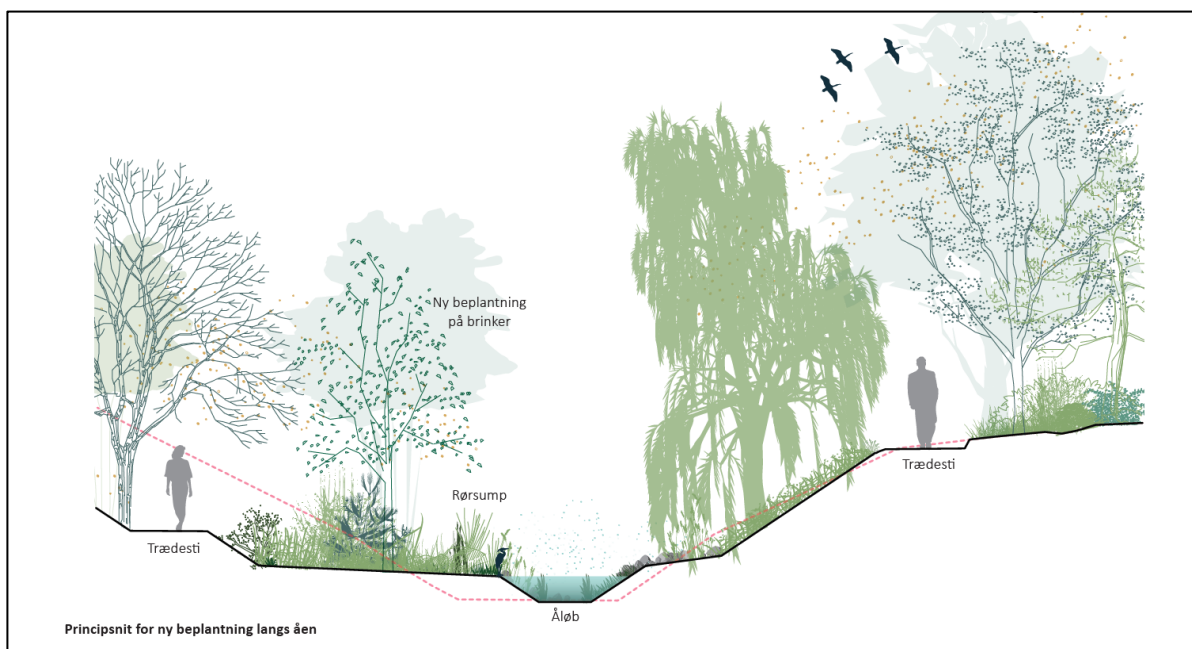 Ny beplantning
på brinker
Rørsump
Trædesti
Trædesti
Åløb
Principsnit for ny beplantning langs åen